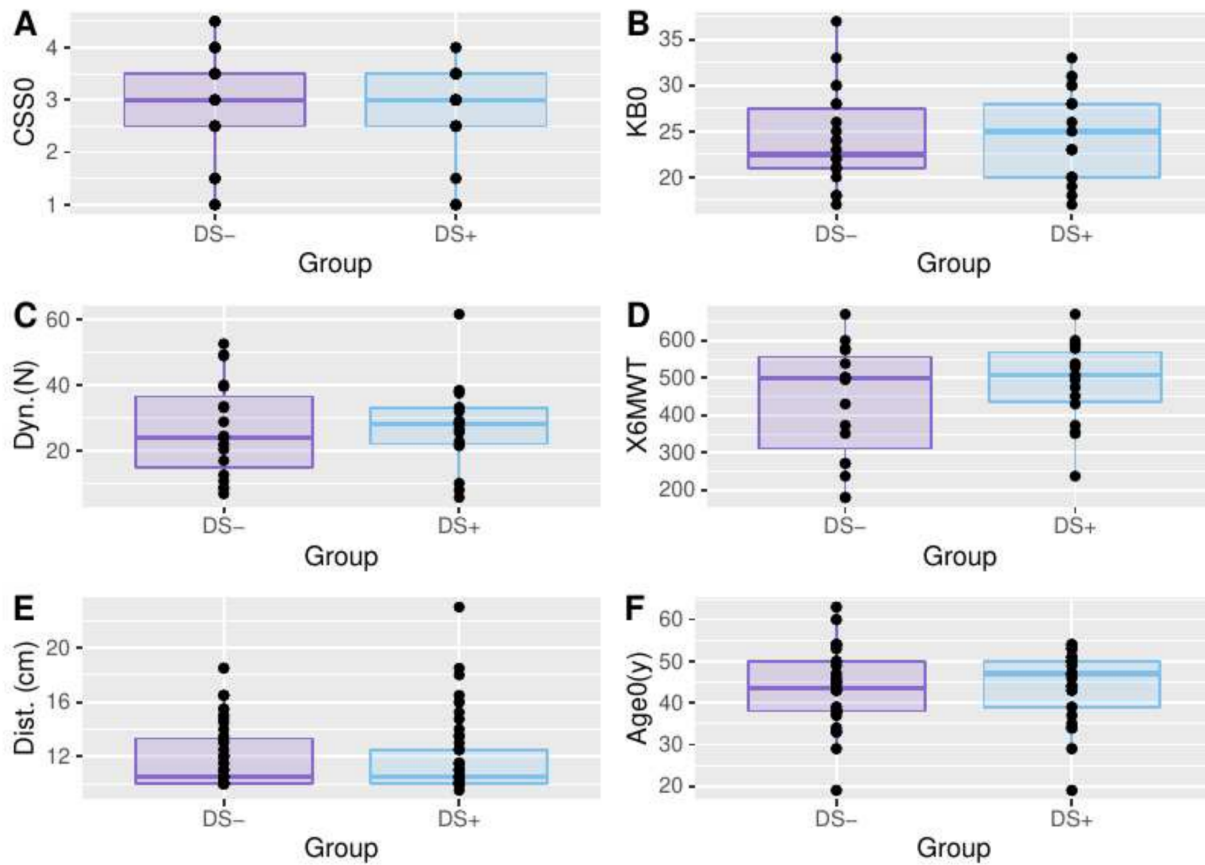 A
CSS0
4
3
2
1
DS−
DS+
Group
B
KB0
35
30
25
20
DS−
DS+
Group
C
Dyn.(N)
60
40
20
DS−
DS+
Group
D
X6MWT
600
500
400
300
200
DS−
DS+
Group
E
Dist. (cm)
20
16
12
DS−
DS+
Group
F
Age0(y)
60
50
40
30
20
DS−
DS+
Group